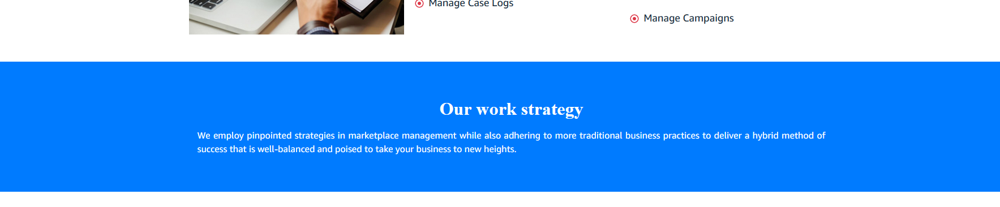 Manage Case Logs
Manage Campaigns
Our work strategy
We employ pinpointed strategies in marketplace management while also adhering to more traditional business practices to deliver a hybrid method of
success that is well-balanced and poised to take your business to new heights.